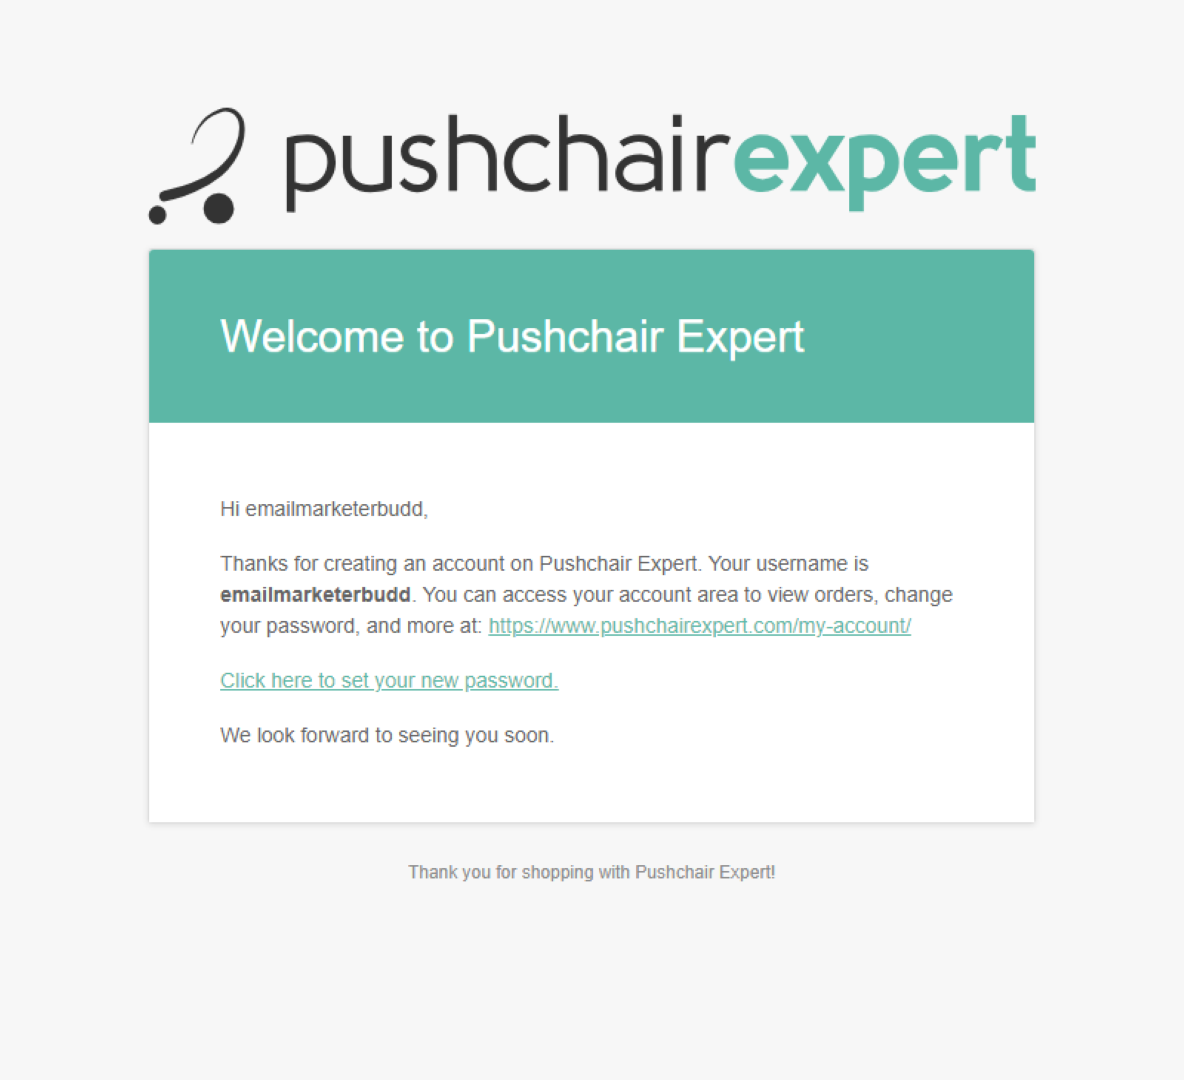 pushchairexpert
Welcome to Pushchair Expert
Hi emailmarketerbudd,
Thanks for creating an account on Pushchair Expert. Your username is
emailmarketerbudd. You can access your account area to view orders, change
your password, and more at: https://www.pushchairexpert.com/my-account/
Click here to set your new password.
We look forward to seeing you soon.
Thank you for shopping with Pushchair Expert!